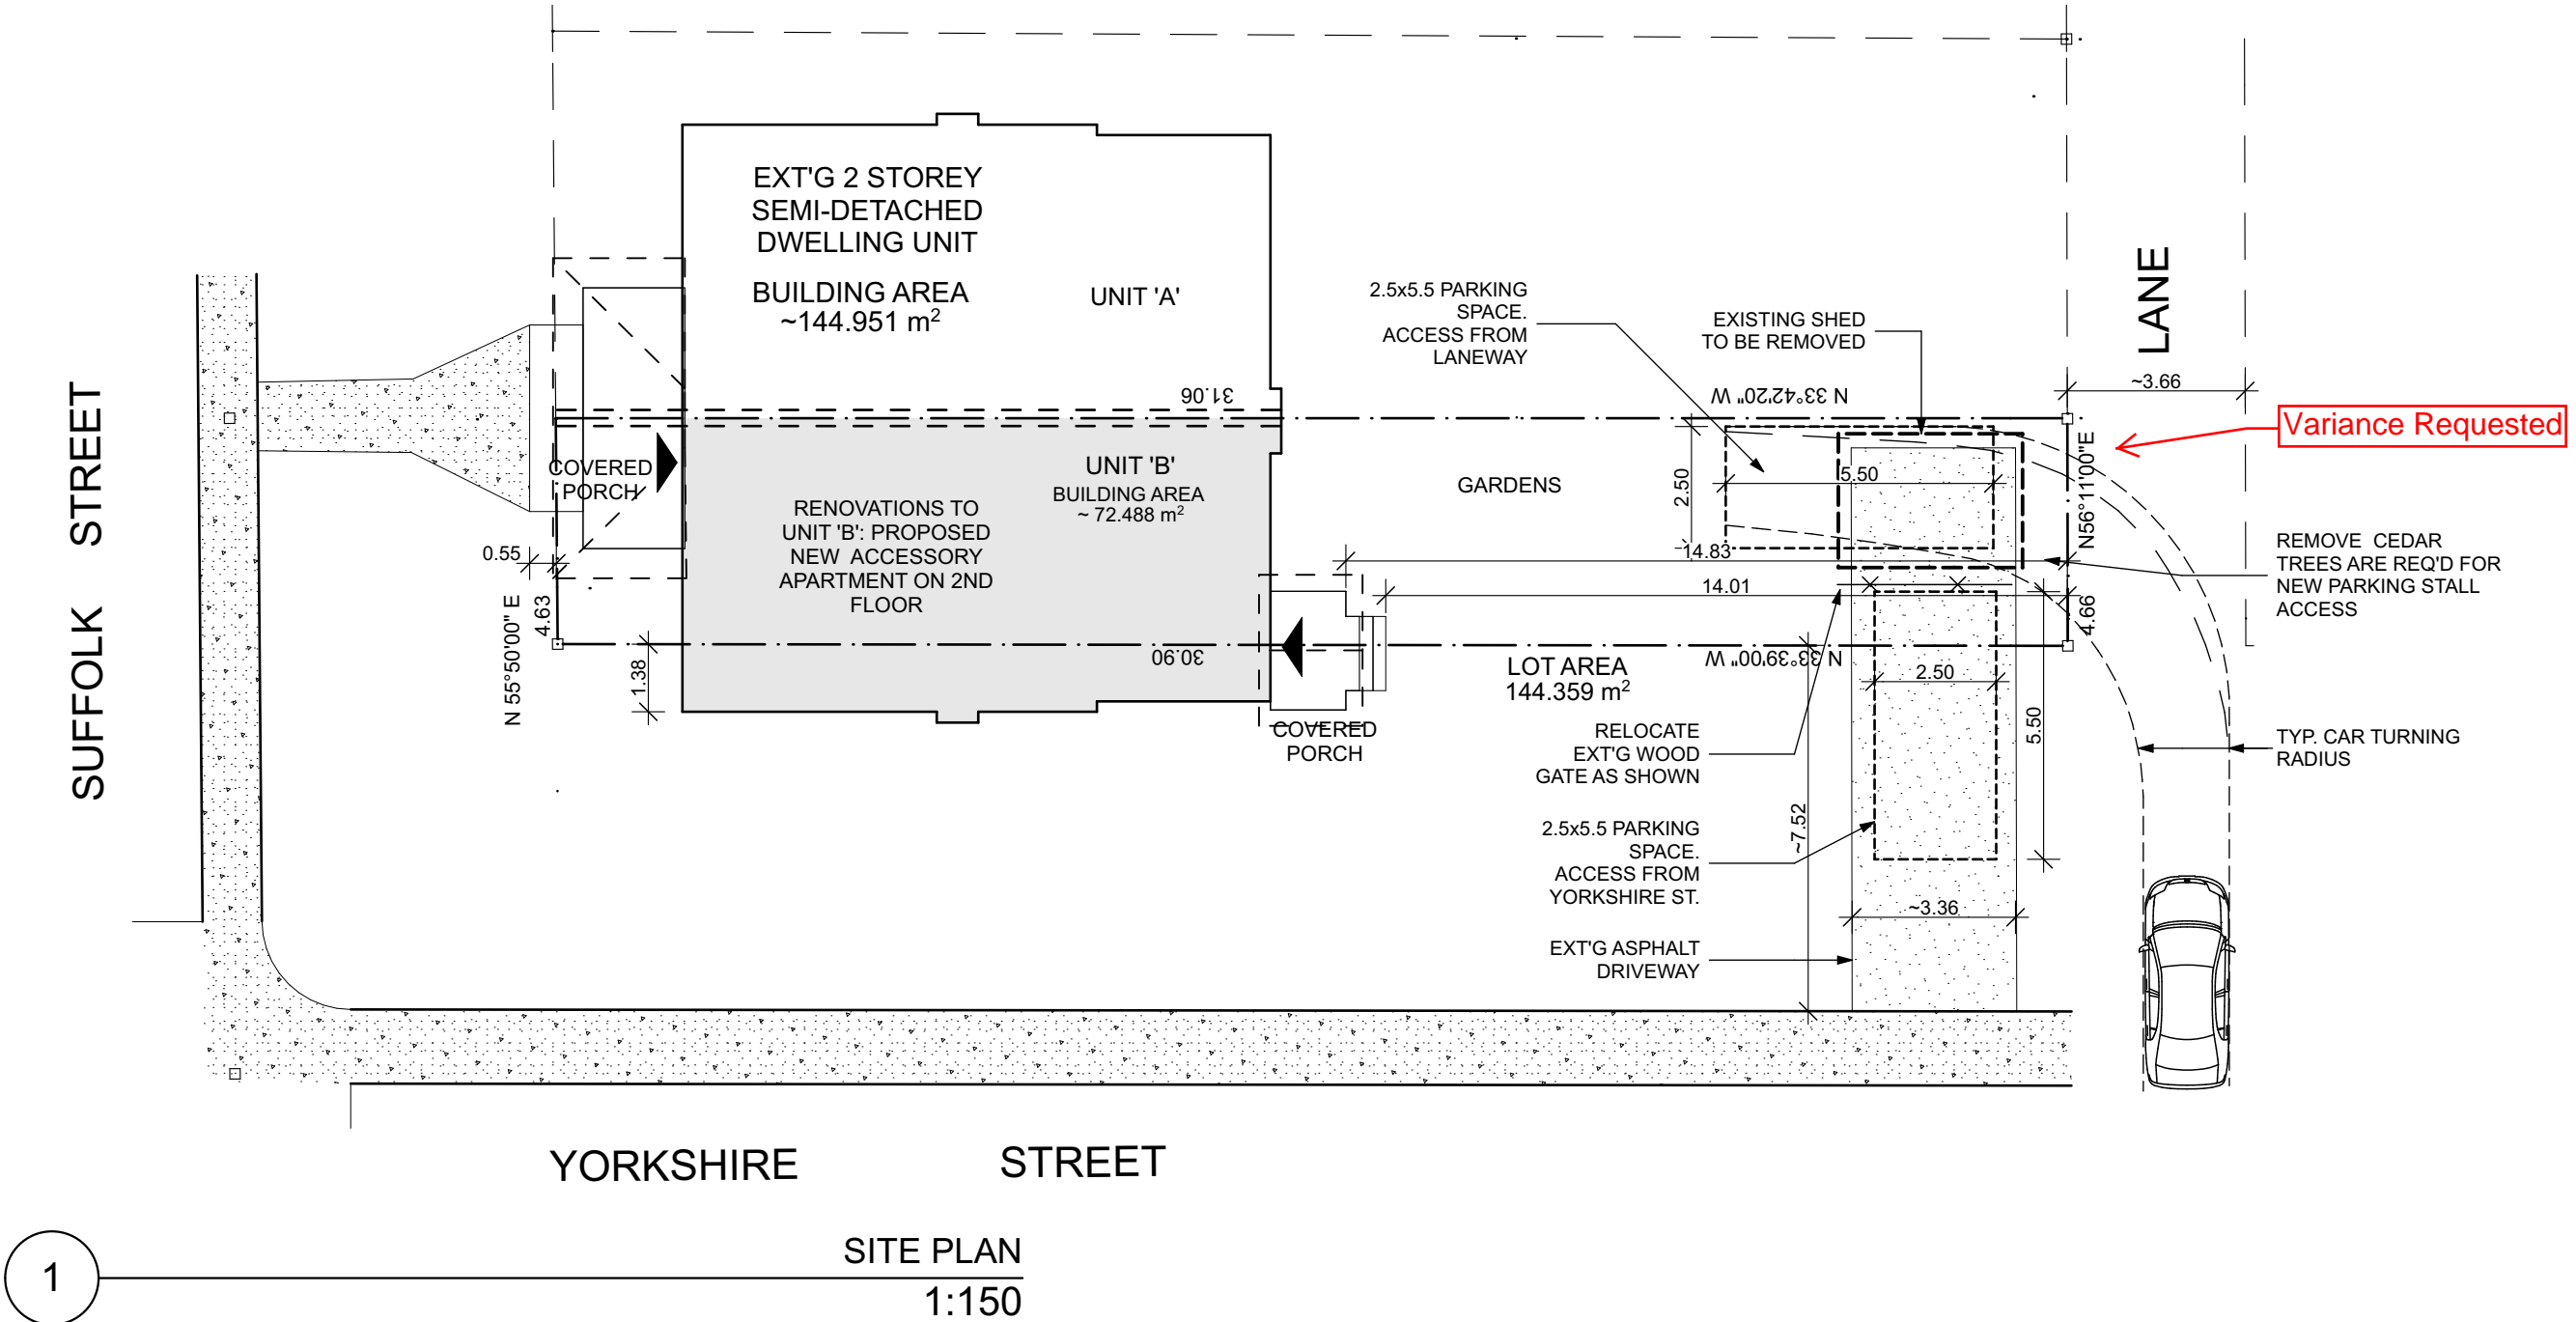 EXT'G 2 STOREY
SEMI-DETACHED
DWELLING UNIT
BUILDING AREA
~144.951 m²
UNIT 'A'
2.5x5.5 PARKING
SPACE.
ACCESS FROM
LANEWAY
EXISTING SHED
TO BE REMOVED
LANE
~3.66
Variance Requested
31.06
N 33°42'20" W
SUFFOLK STREET
COVERED
PORCH
UNIT 'B'
BUILDING AREA
~ 72.488 m²
RENOVATIONS TO
UNIT 'B': PROPOSED
NEW ACCESSORY
APARTMENT ON 2ND
FLOOR
GARDENS
2.50
5.50
N56°11'00"E
14.83
14.01
4.66
REMOVE CEDAR
TREES ARE REQ'D FOR
NEW PARKING STALL
ACCESS
0.55
N 55°50'00" E
4.63
1.38
30.90
N 33°39'00" W
LOT AREA
144.359 m²
COVERED
PORCH
2.50
5.50
RELOCATE
EXT'G WOOD
GATE AS SHOWN
TYP. CAR TURNING
RADIUS
~7.52
2.5x5.5 PARKING
SPACE.
ACCESS FROM
YORKSHIRE ST.
~3.36
EXT'G ASPHALT
DRIVEWAY
YORKSHIRE STREET
1
SITE PLAN
1:150